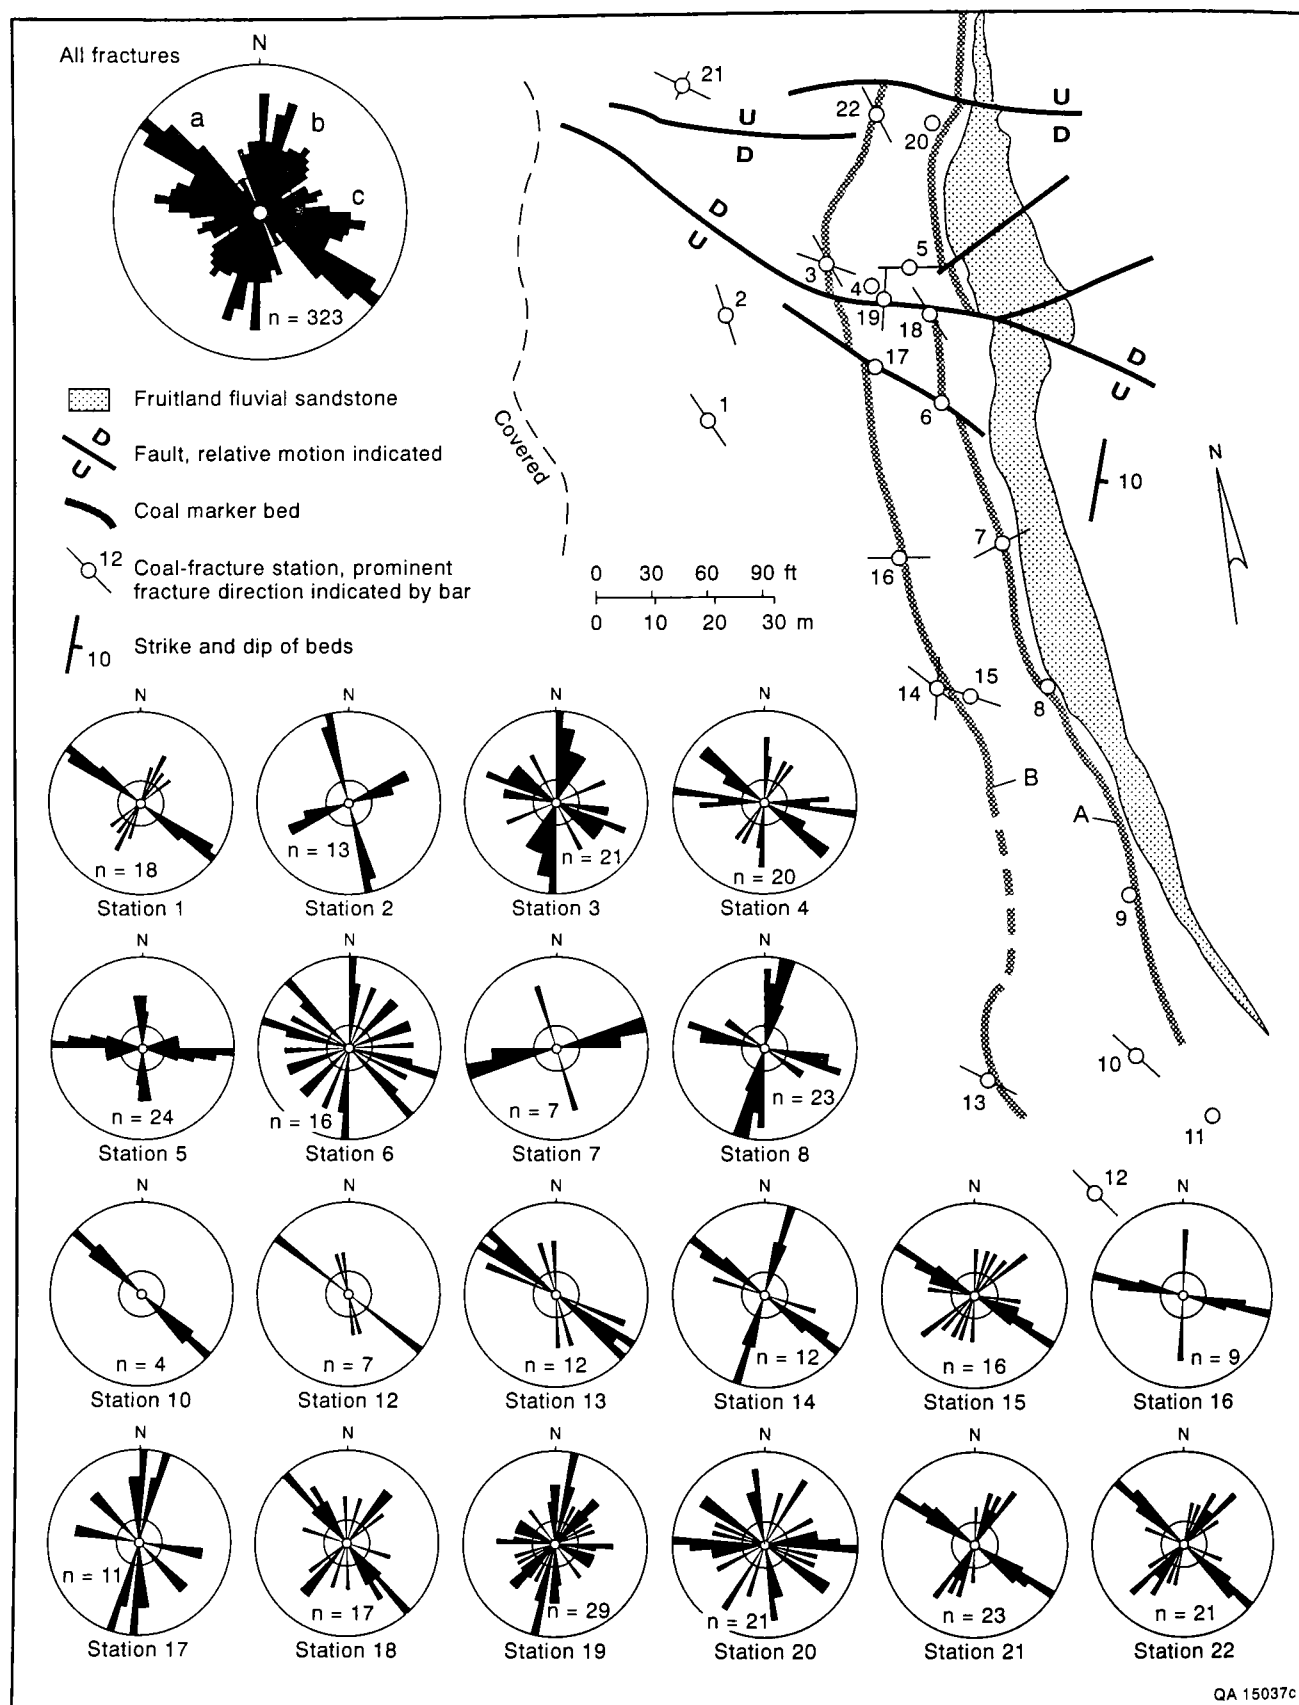 All fractures
N
a
b
c
n = 323
Fruitland fluvial sandstone
D
U
Fault, relative motion indicated
Coal marker bed
12
Coal-fracture station, prominent
fracture direction indicated by bar
10
Strike and dip of beds
Covered
0 30 60 90 ft
0 10 20 30 m
21
22
20
U
D
U
D
D
U
3
5
4
19
18
2
17
1
6
D
U
10
N
7
16
14
15
8
B
A
9
10
13
11
12
N
n = 18
Station 1
N
n = 13
Station 2
N
n = 21
Station 3
N
n = 20
Station 4
N
n = 24
Station 5
N
n = 16
Station 6
N
n = 7
Station 7
N
n = 23
Station 8
N
n = 4
Station 10
N
n = 7
Station 12
N
n = 12
Station 13
N
n = 12
Station 14
N
n = 16
Station 15
N
n = 9
Station 16
N
n = 11
Station 17
N
n = 17
Station 18
N
n = 29
Station 19
N
n = 21
Station 20
N
n = 23
Station 21
N
n = 21
Station 22
QA 15037c